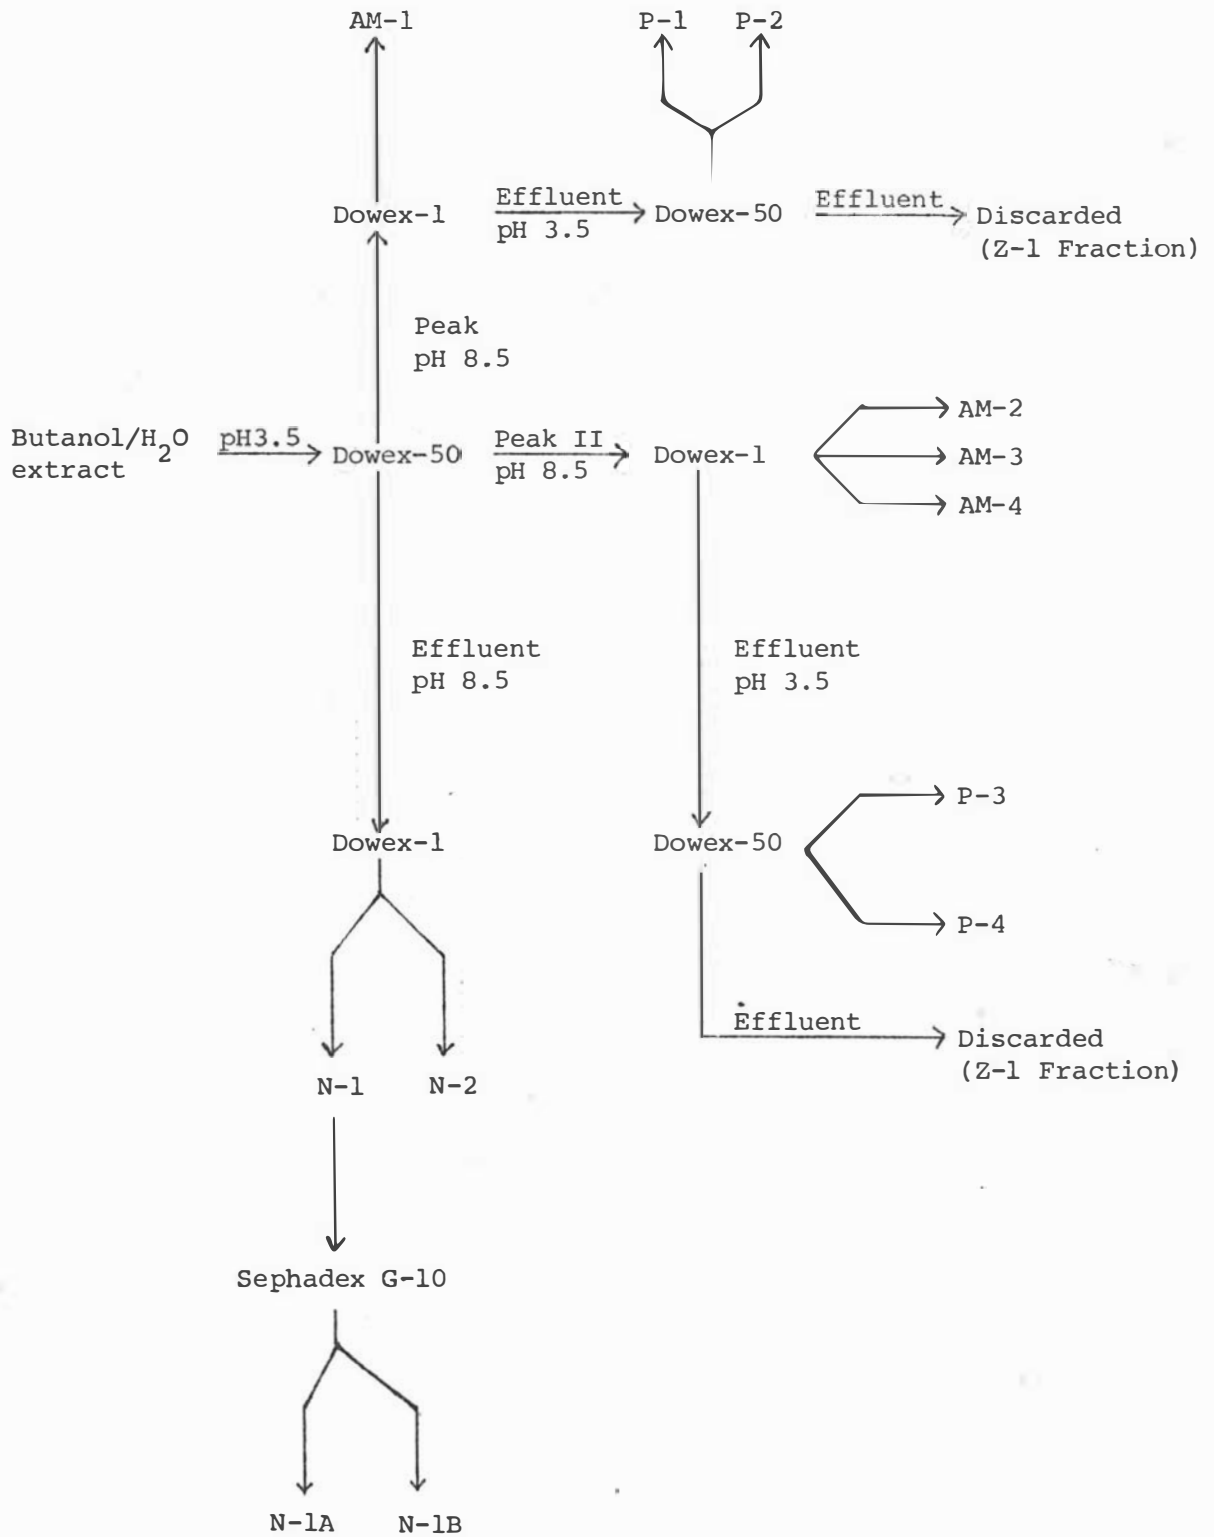 AM-1
P-1
P-2
Dowex-1
Effluent
pH 3.5
Dowex-50
Effluent
Discarded
(Z-1 Fraction)
Peak
pH 8.5
Butanol/H2O
extract
pH3.5
Dowex-50
Peak II
pH 8.5
Dowex-1
AM-2
AM-3
AM-4
Effluent
pH 8.5
Effluent
pH 3.5
Dowex-1
Dowex-50
P-3
P-4
Effluent
Discarded
(Z-1 Fraction)
N-1
N-2
Sephadex G-10
N-1A
N-1B